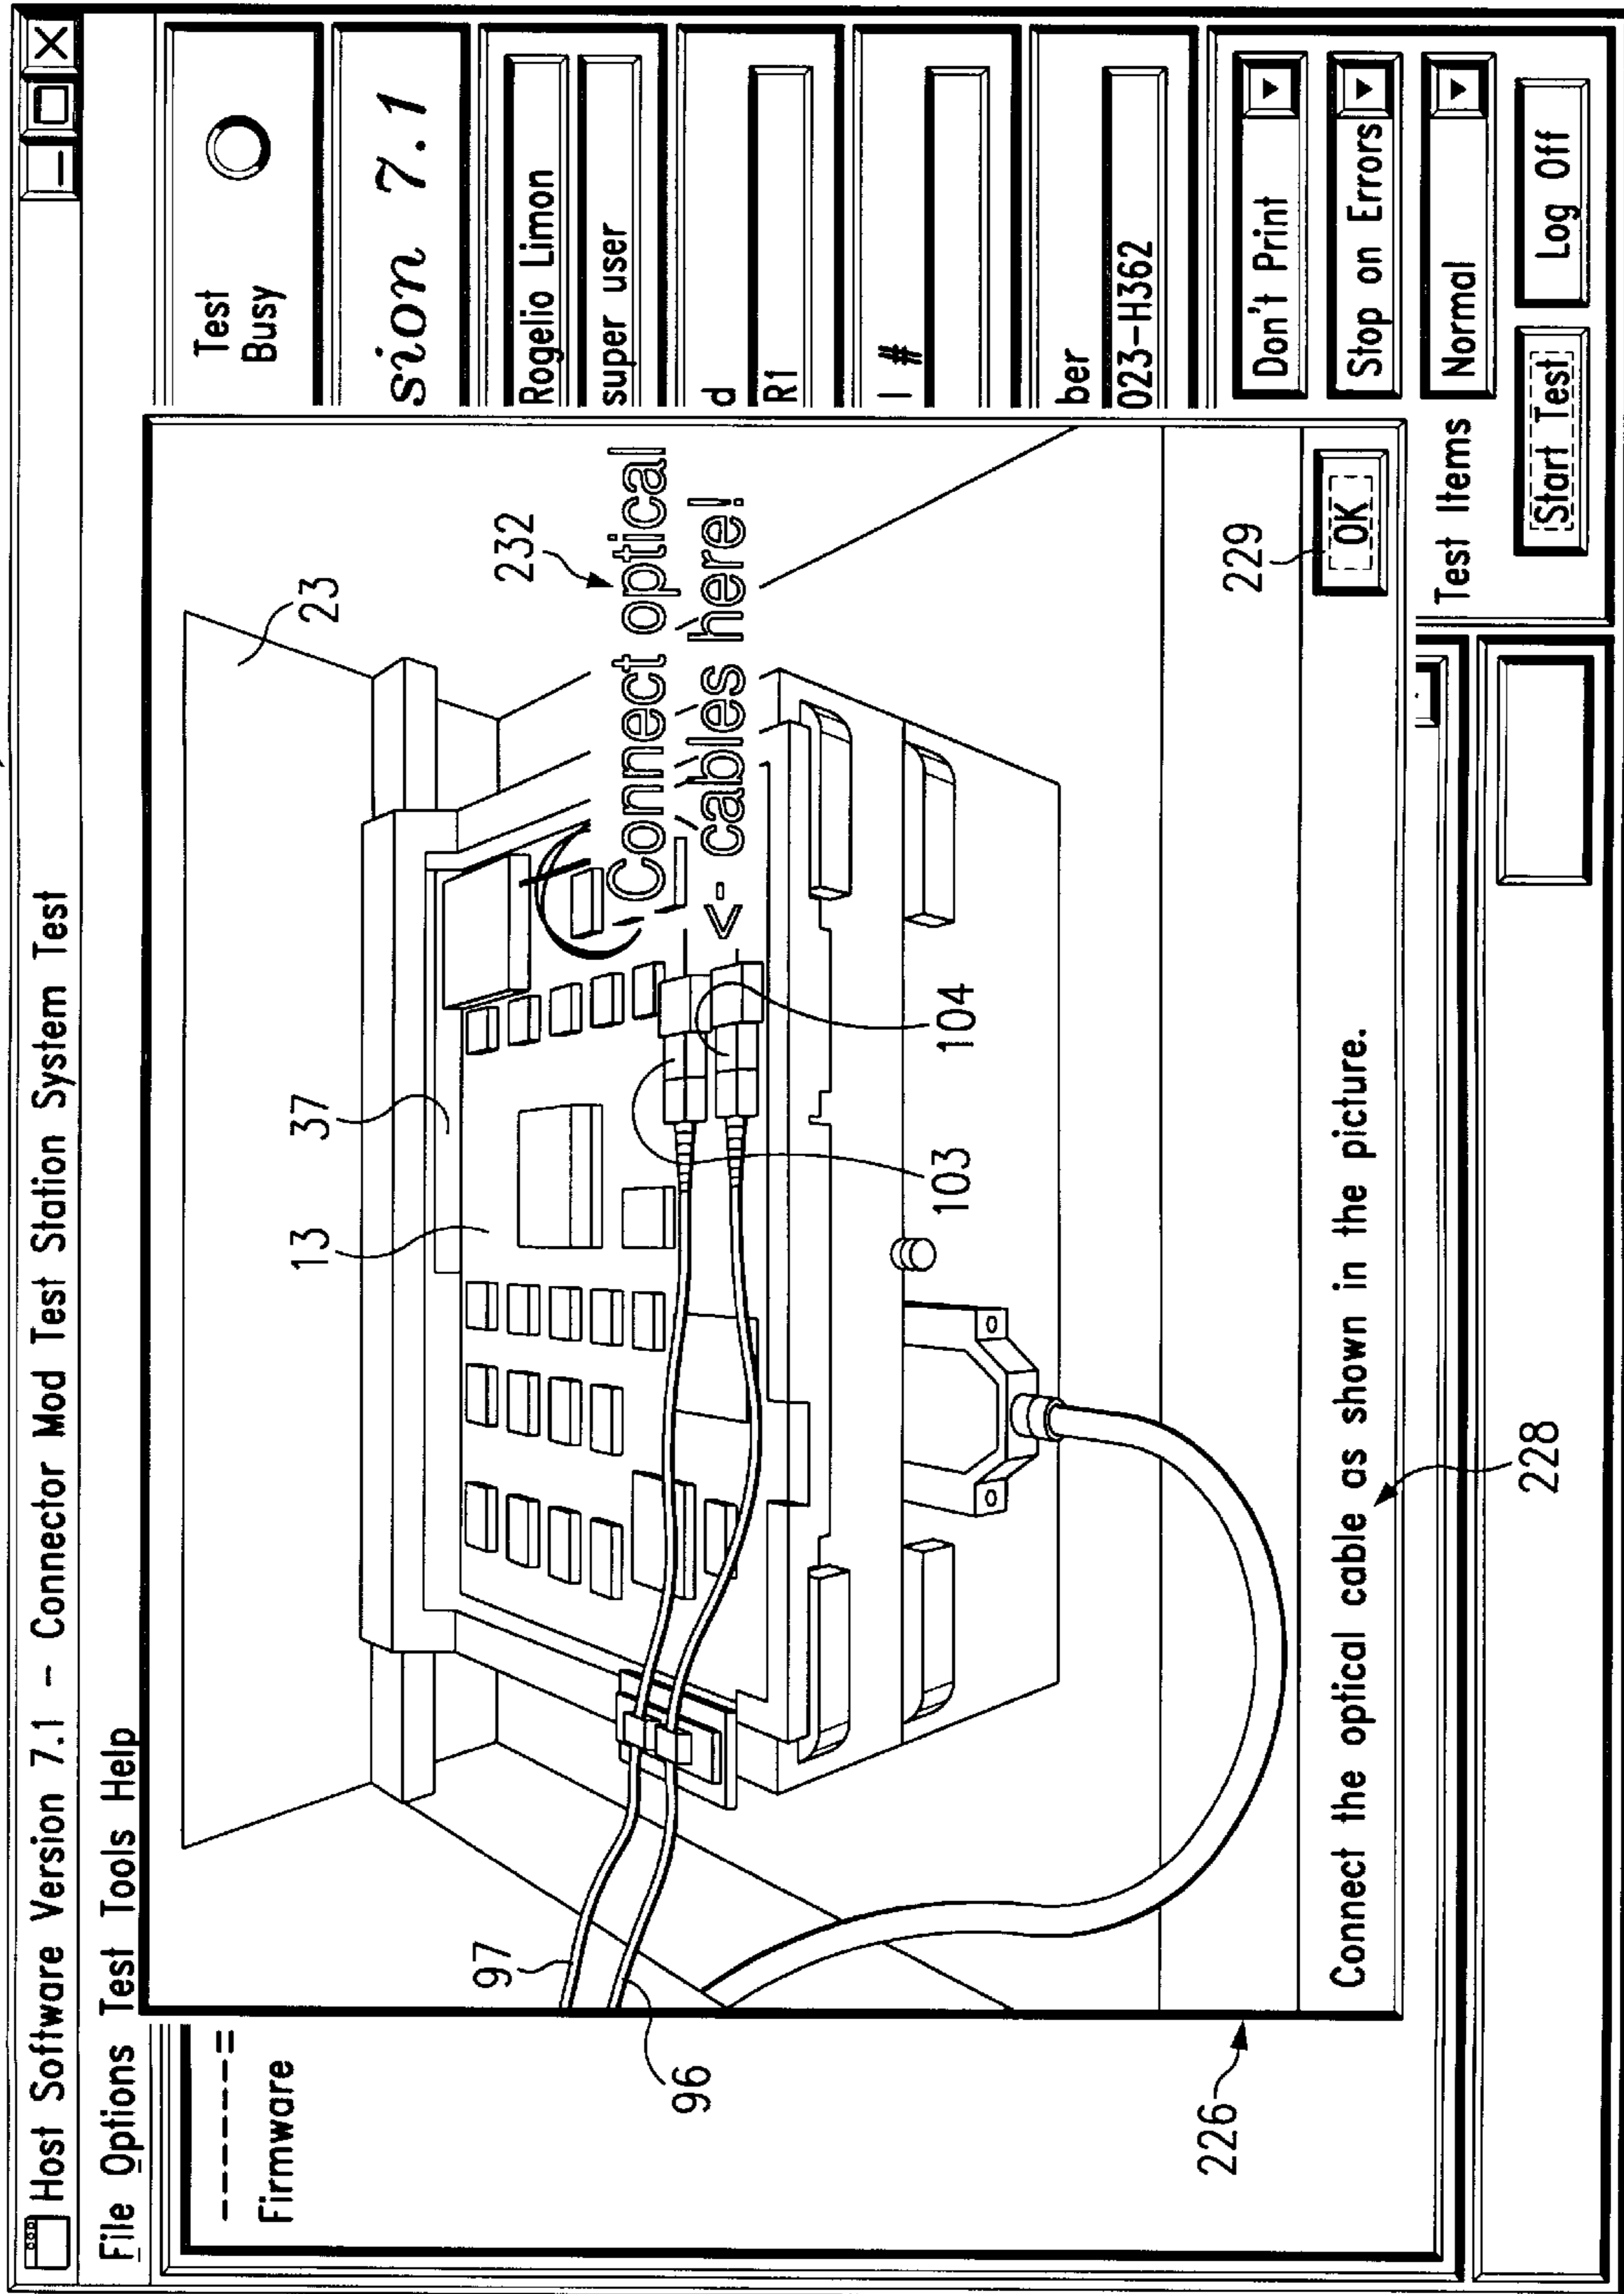 Host Software Version 7.1 - Connector Mod Test Station System Test
File Options Test Tools Help
------=
Firmware
Test
Busy
sion 7.1
Rogelio Limon
super user
d
R1
l #
ber
023-H362
Don't Print
Stop on Errors
Normal
Test Items
Start Test
Log Off
23
37
13
232
Connect optical
<- cables here!
97
96
103
104
229
OK
Connect the optical cable as shown in the picture.
226
228